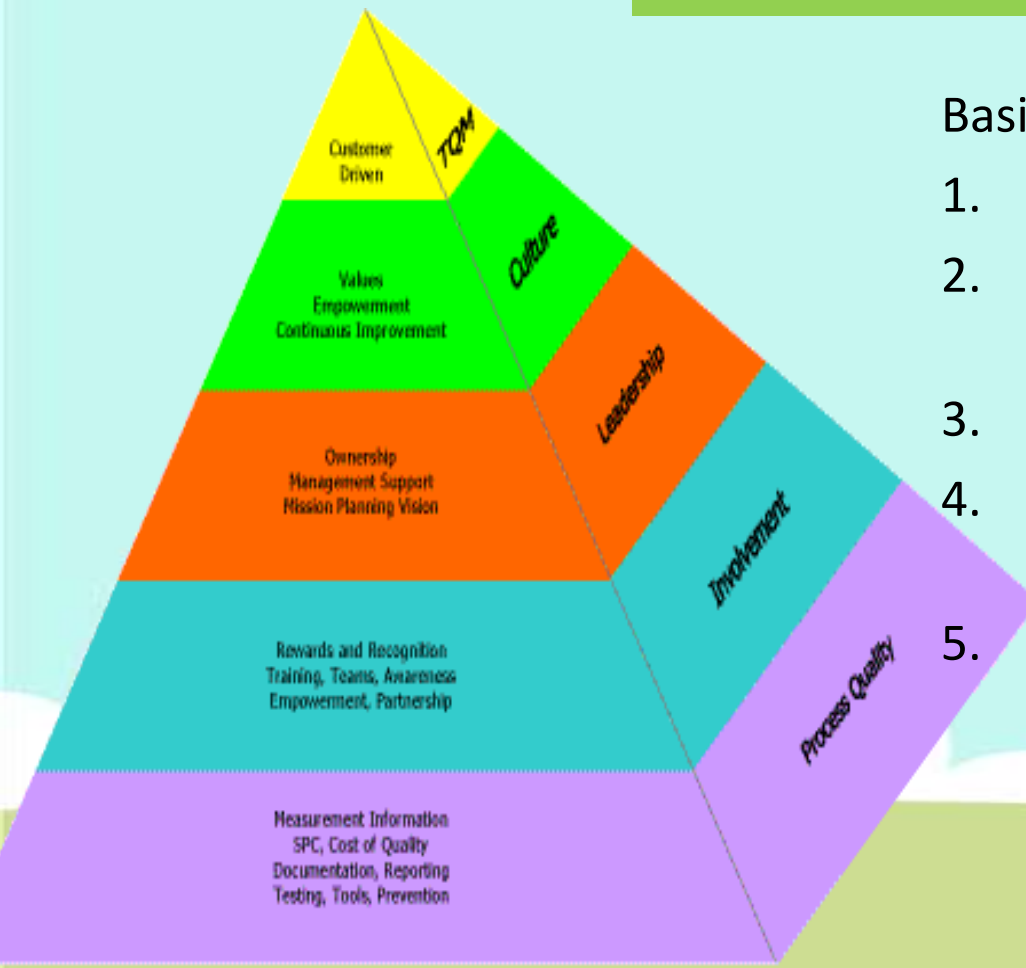 Customer
Driven
TQM
Values
Empowerment
Continuous Improvement
Culture
Ownership
Management Support
Mission Planning Vision
Leadership
Rewards and Recognition
Training, Teams, Awareness
Empowerment, Partnership
Involvement
Measurement Information
SPC, Cost of Quality
Documentation, Reporting
Testing, Tools, Prevention
Process Quality
Basi
1.
2.
3.
4.
5.